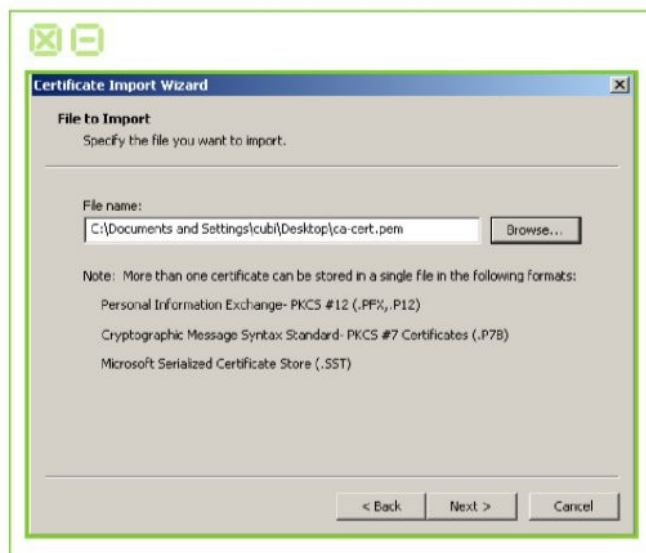 Certificate Import Wizard
File to Import
Specify the file you want to import.
File name:
C:\Documents and Settings\cubi\Desktop\ca-cert.pem
Browse...
Note: More than one certificate can be stored in a single file in the following formats:
Personal Information Exchange- PKCS #12 (.PFX,.P12)
Cryptographic Message Syntax Standard- PKCS #7 Certificates (.P7B)
Microsoft Serialized Certificate Store (.SST)
< Back
Next >
Cancel